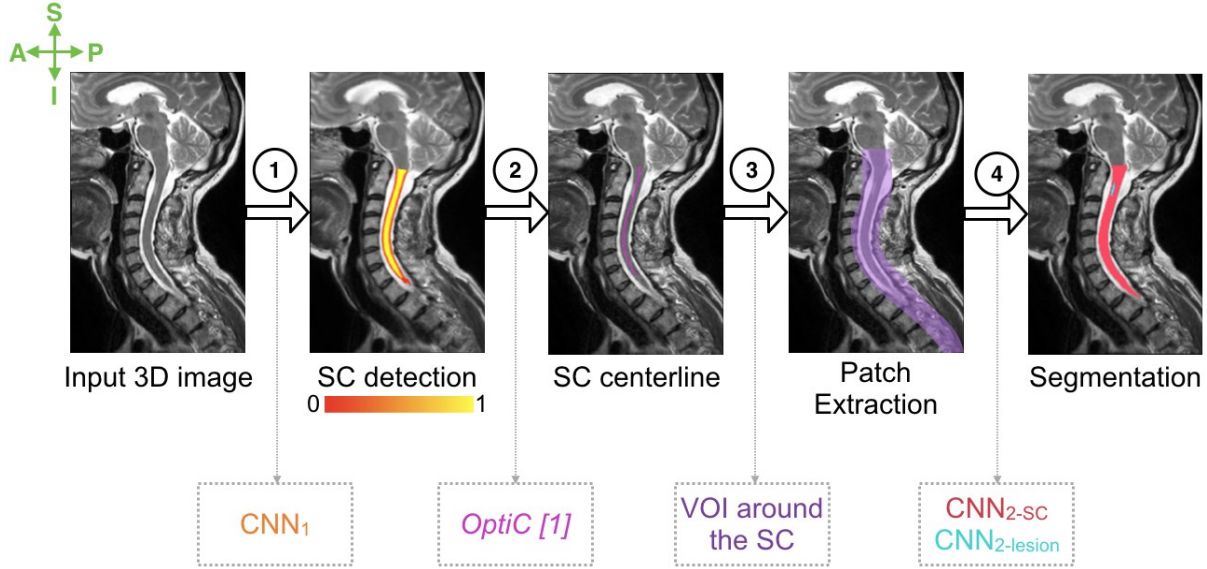 S
A P
I
1
2
3
4
Input 3D image
SC detection
0 1
SC centerline
Patch
Extraction
Segmentation
CNN1
OptiC [1]
VOI around
the SC
CNN2-SC
CNN2-lesion